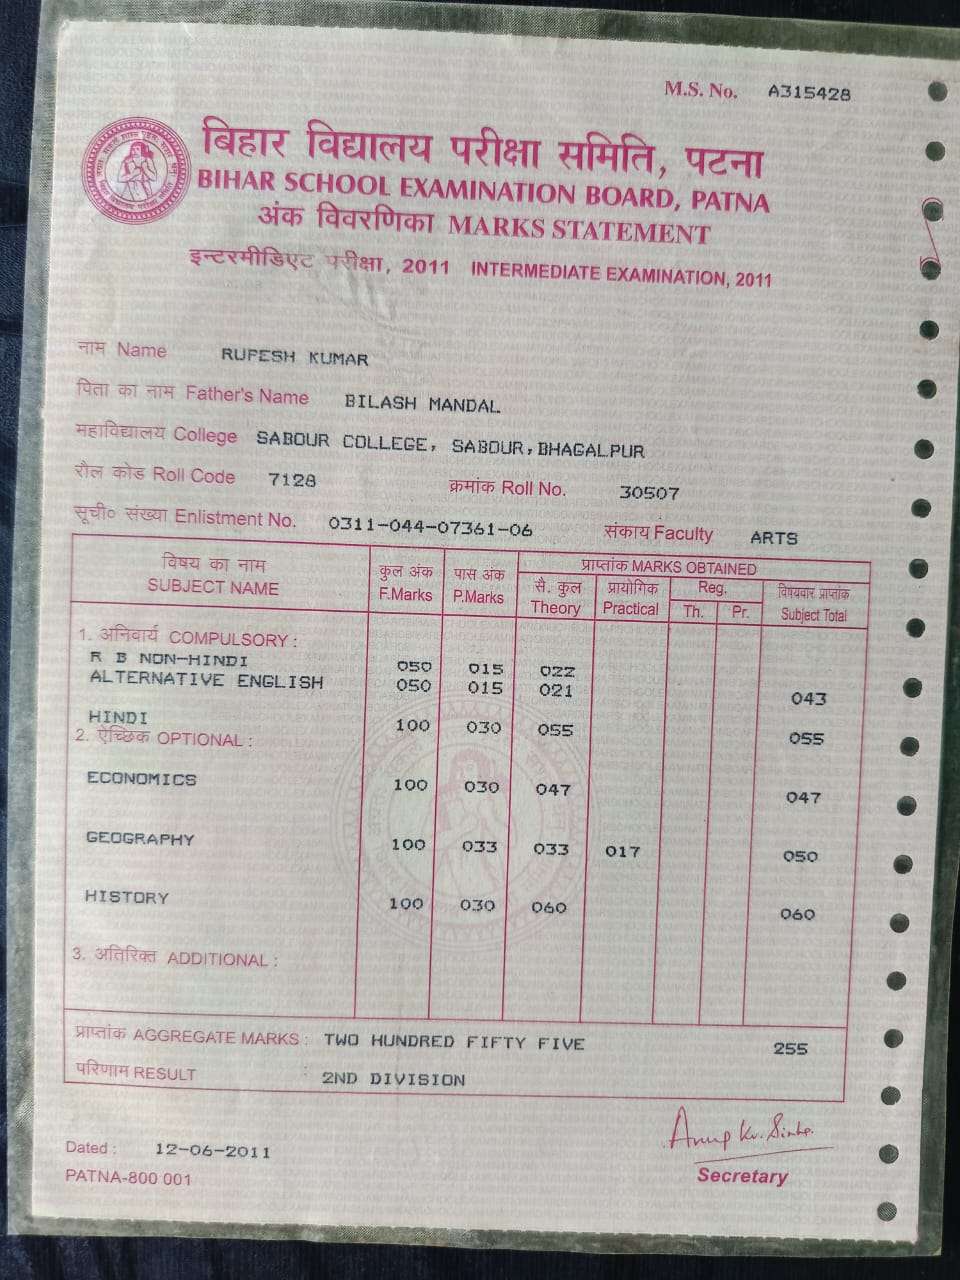 M.S. No. A315428
बिहार विद्यालय परीक्षा समिति, पटना
BIHAR SCHOOL EXAMINATION BOARD, PATNA
अंक विवरणिका MARKS STATEMENT
इन्टरमीडिएट परीक्षा, 2011 INTERMEDIATE EXAMINATION, 2011
नाम Name RUPESH KUMAR
पिता का नाम Father's Name BILASH MANDAL
महाविद्यालय College SABOUR COLLEGE, SABOUR,BHAGALPUR
रौल कोड Roll Code 7128 क्रमांक Roll No. 30507
सूची० संख्या Enlistment No. 0311-044-07361-06 संकाय Faculty ARTS
विषय का नाम कुल अंक पास अंक प्राप्तांक MARKS OBTAINED
SUBJECT NAME F.Marks P.Marks सै. कुल प्रायोगिक Reg. विषयवार प्राप्तांक
Theory Practical Th. Pr. Subject Total
1. अनिवार्य COMPULSORY :
R B NON-HINDI 050 015 022
ALTERNATIVE ENGLISH 050 015 021 043
HINDI 100 030 055 055
2. ऐच्छिक OPTIONAL :
ECONOMICS 100 030 047 047
GEOGRAPHY 100 033 033 017 050
HISTORY 100 030 060 060
3. अतिरिक्त ADDITIONAL :
प्राप्तांक AGGREGATE MARKS : TWO HUNDRED FIFTY FIVE 255
परिणाम RESULT : 2ND DIVISION
Anup Kr. Sinha.
Dated : 12-06-2011
PATNA-800 001 Secretary